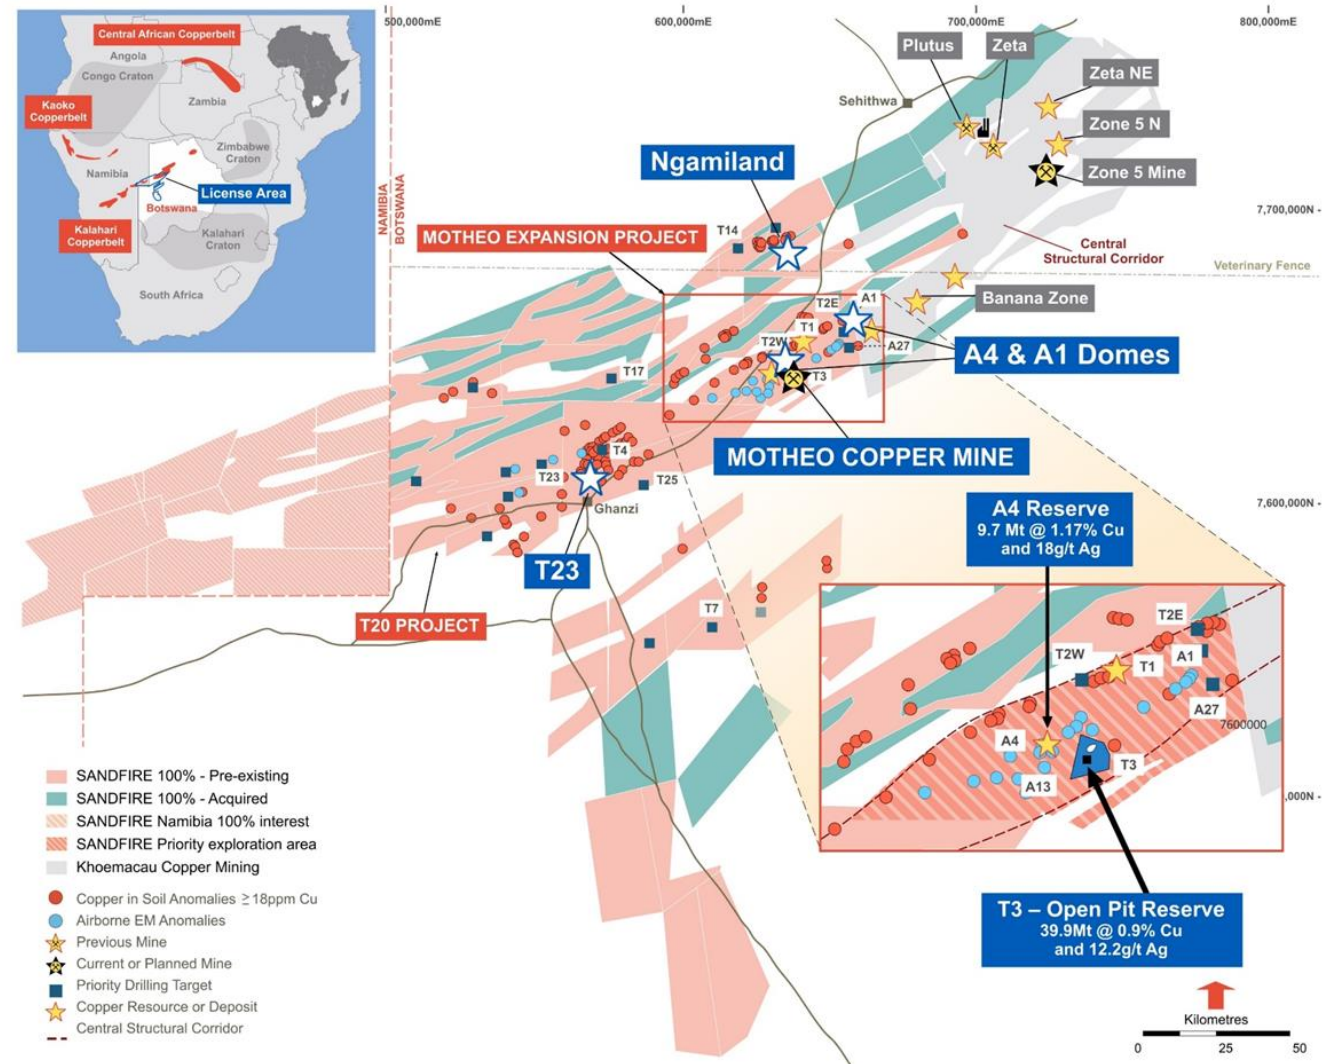 500,000mE
600,000mE
700,000mE
800,000mE
Central African Copperbelt
Angola
Congo Craton
Zambia
Kaoko
Copperbelt
Zimbabwe
Craton
Namibia
License Area
Botswana
Kalahari
Copperbelt
Kalahari
Craton
South Africa
NAMIBIA
BOTSWANA
Plutus
Zeta
Zeta NE
Sehithwa
Zone 5 N
Zone 5 Mine
Ngamiland
7,700,000N -
T14
MOTHEO EXPANSION PROJECT
Central
Structural Corridor
Veterinary Fence
Banana Zone
T2E
A1
T1
T2W
A27
A4 & A1 Domes
T3
T17
MOTHEO COPPER MINE
T4
T23
T25
Ghanzi
7,600,000N -
A4 Reserve
9.7 Mt @ 1.17% Cu
and 18g/t Ag
T23
T7
T20 PROJECT
T2E
T2W
T1
A1
A27
7600000
A4
T3
A13
,000N -
SANDFIRE 100% - Pre-existing
SANDFIRE 100% - Acquired
SANDFIRE Namibia 100% interest
SANDFIRE Priority exploration area
Khoemacau Copper Mining
Copper in Soil Anomalies ≥18ppm Cu
Airborne EM Anomalies
Previous Mine
Current or Planned Mine
Priority Drilling Target
Copper Resource or Deposit
Central Structural Corridor
T3 – Open Pit Reserve
39.9Mt @ 0.9% Cu
and 12.2g/t Ag
Kilometres
0 25 50